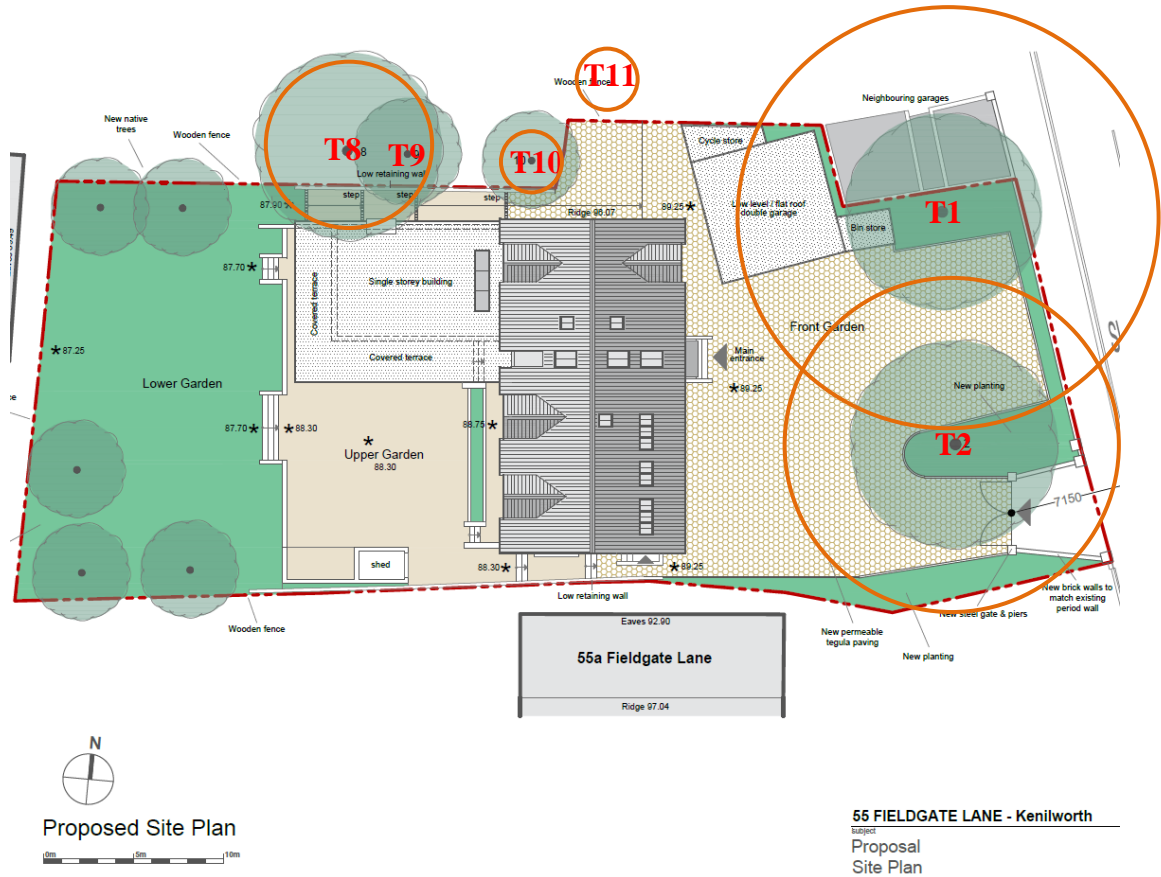 T11
Wooden fence
Neighbouring garages
New native
trees
Wooden fence
T8
8
T9
T10
Low retaining wall
Cycle store
step
step
step
87.90
Ridge 96.07
89.25
Low level / flat roof
double garage
T1
Bin store
87.70
Covered terrace
Single storey building
Front Garden
87.25
Covered terrace
Main
entrance
Lower Garden
89.25
New planting
87.70
88.30
88.75
T2
Upper Garden
88.30
7150
shed
88.30
89.25
Low retaining wall
New brick walls to
match existing
period wall
New steel gate & piers
Wooden fence
Eaves 92.90
New permeable
tegula paving
55a Fieldgate Lane
New planting
Ridge 97.04
N
Proposed Site Plan
0m 5m 10m
55 FIELDGATE LANE - Kenilworth
subject
Proposal
Site Plan